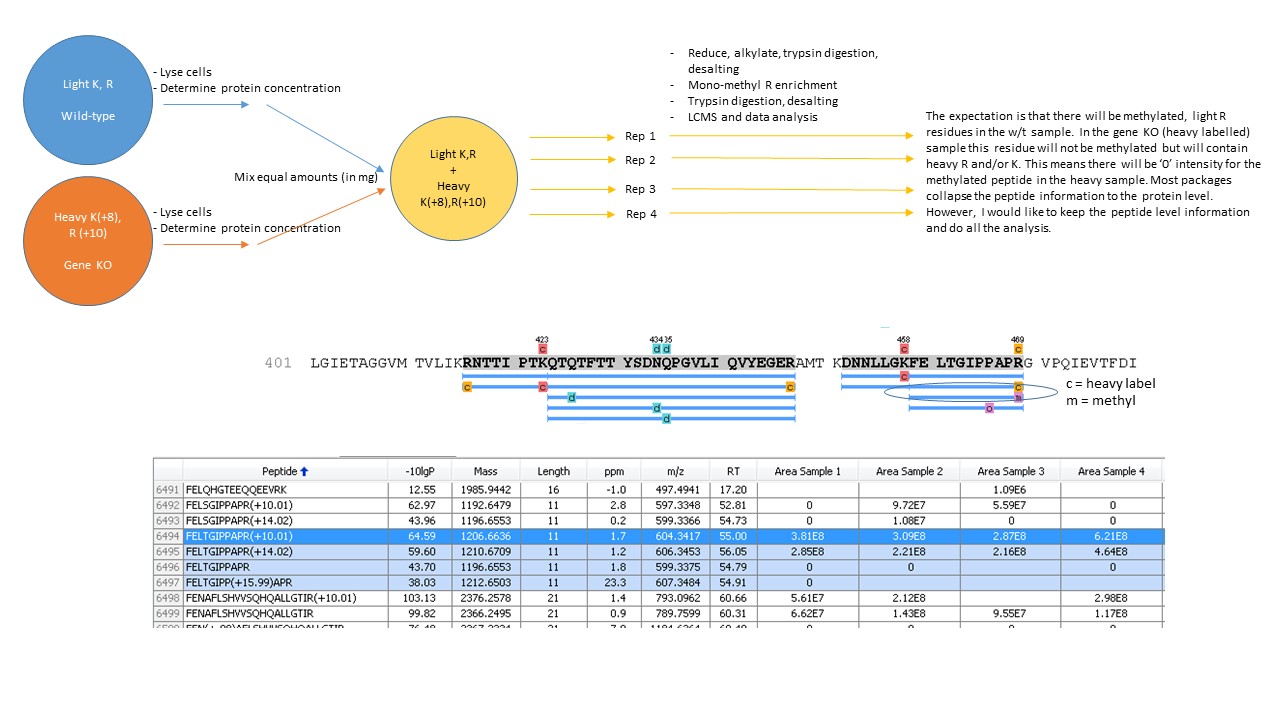 Light K, R
Wild-type
- Lyse cells
- Determine protein concentration
Heavy K(+8),
R (+10)
Gene KO
- Lyse cells
- Determine protein concentration
Mix equal amounts (in mg)
Light K,R
+
Heavy
K(+8),R(+10)
Rep 1
Rep 2
Rep 3
Rep 4
- Reduce, alkylate, trypsin digestion,
desalting
- Mono-methyl R enrichment
- Trypsin digestion, desalting
- LCMS and data analysis
The expectation is that there will be methylated, light R
residues in the w/t sample. In the gene KO (heavy labelled)
sample this residue will not be methylated but will contain
heavy R and/or K. This means there will be '0' intensity for the
methylated peptide in the heavy sample. Most packages
collapse the peptide information to the protein level.
However, I would like to keep the peptide level information
and do all the analysis.
423 434 35 458 469
c d d c c
401 LGIETAGGVM TVLIKRNTTI PTKQTQTFTT YSDNQPGVLI QVYEGERAMT KDNNLLGKFE LTGIPPAPRG VPQIEVTFDI
c
c c c c
d m
d o
d
c = heavy label
m = methyl
Peptide -10lgP Mass Length ppm m/z RT Area Sample 1 Area Sample 2 Area Sample 3 Area Sample 4
6491 FELQHGTEEQQEEVRK 12.55 1985.9442 16 -1.0 497.4941 17.20 1.09E6
6492 FELSGIPPAPR(+10.01) 62.97 1192.6479 11 2.8 597.3348 52.81 0 9.72E7 5.59E7 0
6493 FELSGIPPAPR(+14.02) 43.96 1196.6553 11 0.2 599.3366 54.73 0 1.08E7 0 0
6494 FELTGIPPAPR(+10.01) 64.59 1206.6636 11 1.7 604.3417 55.00 3.81E8 3.09E8 2.87E8 6.21E8
6495 FELTGIPPAPR(+14.02) 59.60 1210.6709 11 1.2 606.3453 56.05 2.85E8 2.21E8 2.16E8 4.64E8
6496 FELTGIPPAPR 43.70 1196.6553 11 1.8 599.3375 54.79 0 0 0
6497 FELTGIPP(+15.99)APR 38.03 1212.6503 11 23.3 607.3484 54.91 0
6498 FENAFLSHVVSQHQALLGTIR(+10.01) 103.13 2376.2578 21 1.4 793.0962 60.66 5.61E7 2.12E8 2.98E8
6499 FENAFLSHVVSQHQALLGTIR 99.82 2366.2495 21 1.0 789.7599 60.31 6.62E7 1.43E8 9.55E7 1.17E8